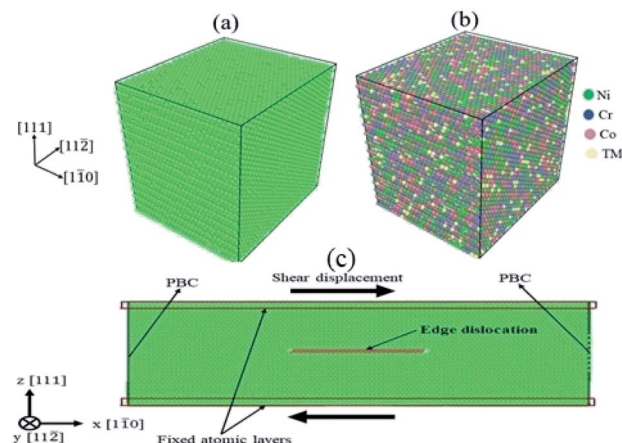 (a)
(b)
Ni
Cr
Co
TM
[111]
[112̄]
[11̄0]
(c)
PBC
Shear displacement
PBC
Edge dislocation
z [111]
x [11̄0]
y [112̄]
Fixed atomic layers